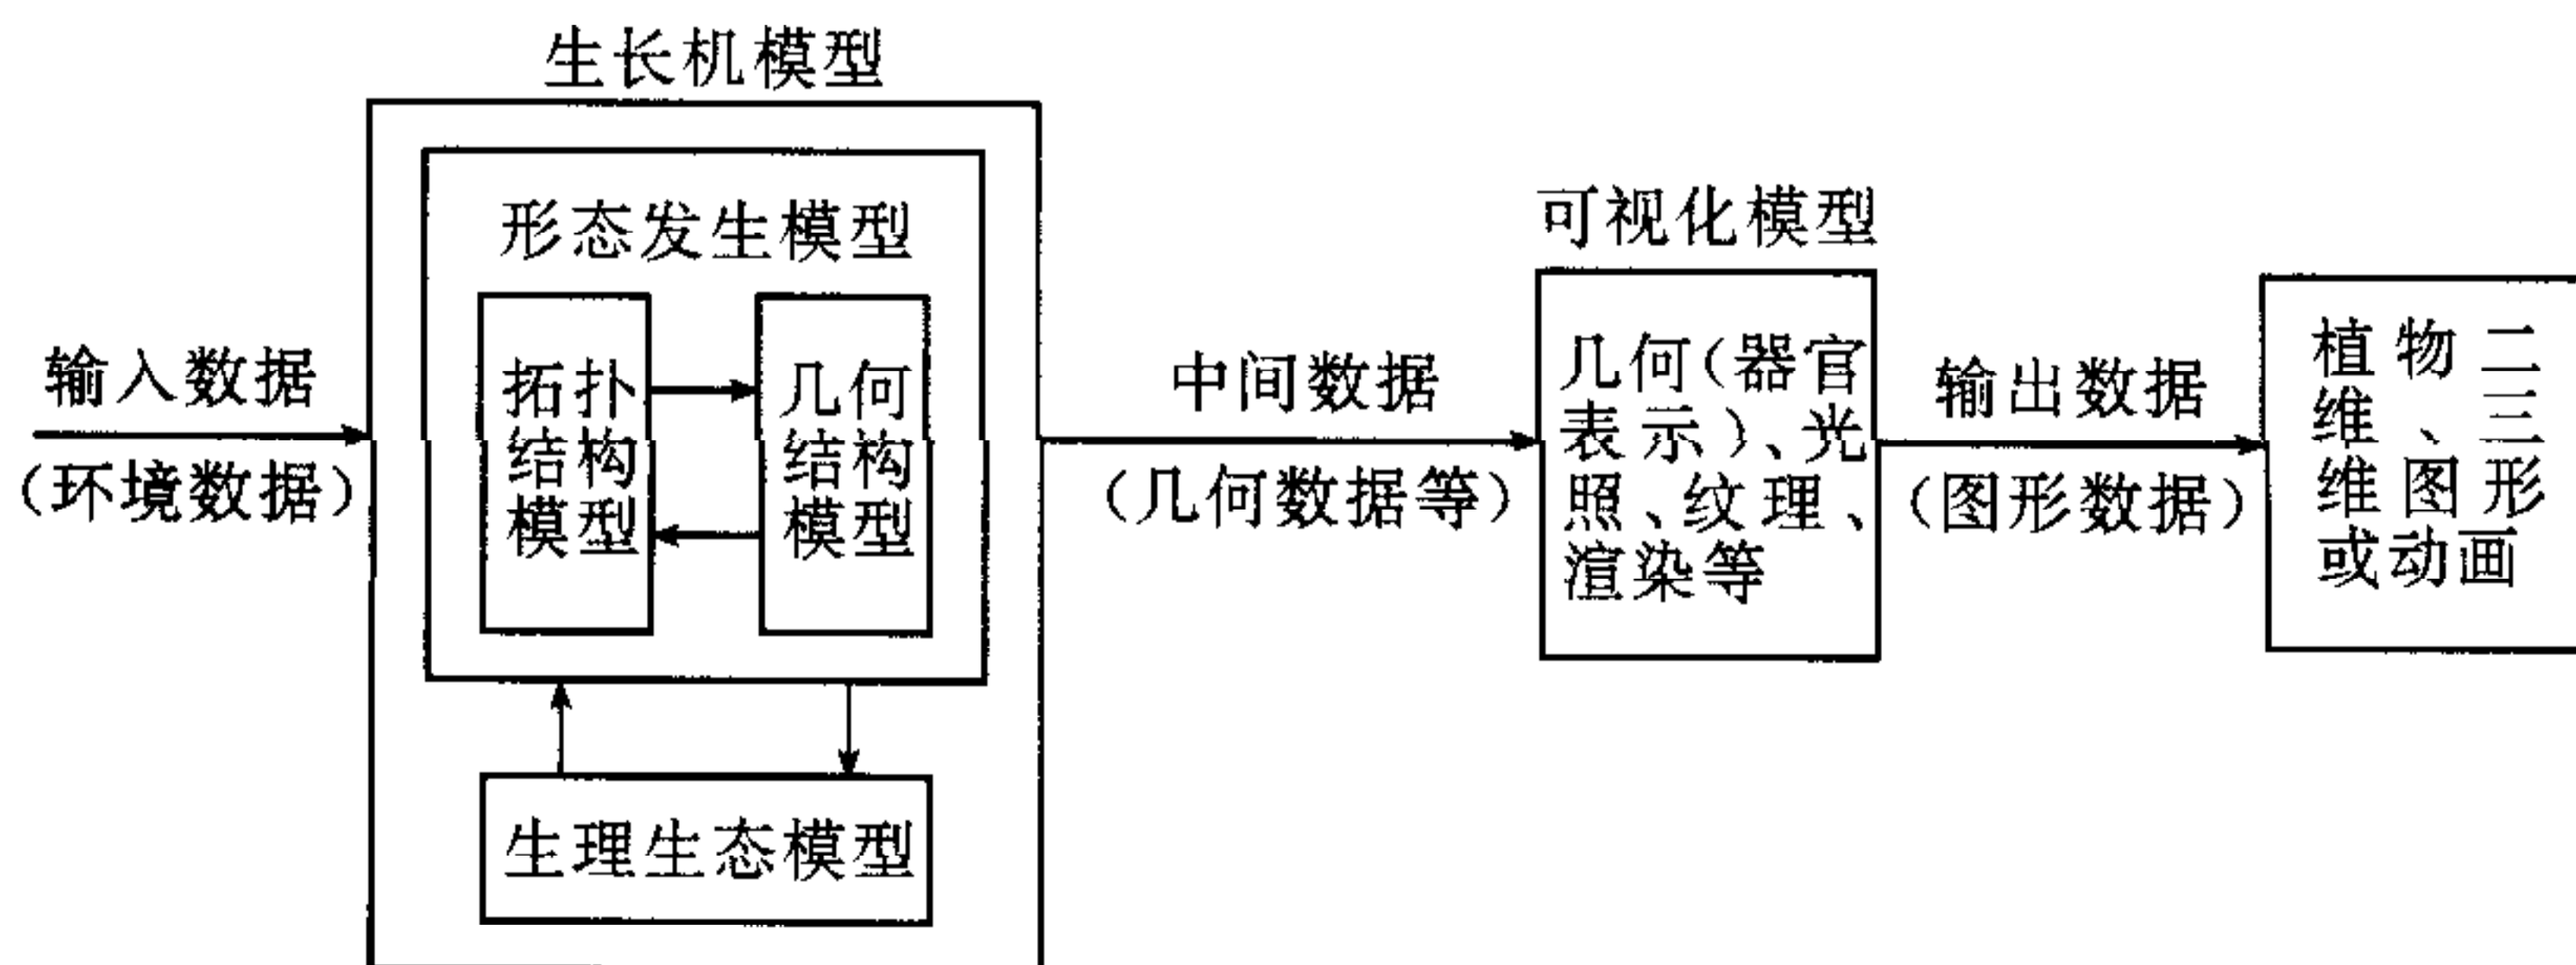 生长机模型
形态发生模型
拓扑
结构
模型
几何
结构
模型
生理生态模型
输入数据
(环境数据)
中间数据
(几何数据等)
可视化模型
几何(器官
表示)、光
照、纹理、
渲染等
输出数据
(图形数据)
植物二
维、三
维图形
或动画